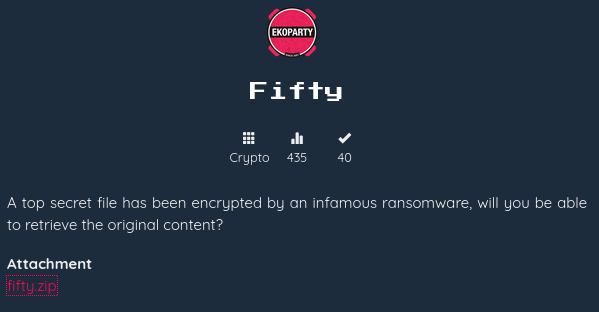 EKOPARTY
Fifty
Crypto 435 40
A top secret file has been encrypted by an infamous ransomware, will you be able
to retrieve the original content?
Attachment
fifty.zip